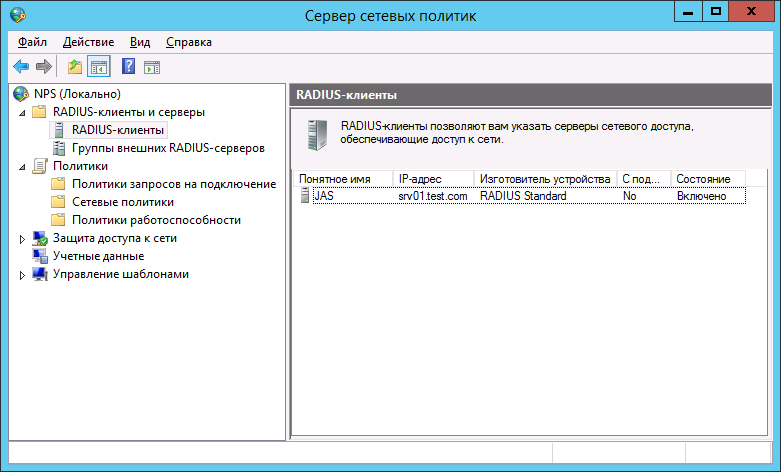 Сервер сетевых политик
Файл Действие Вид Справка
NPS (Локально)
RADIUS-клиенты и серверы
RADIUS-клиенты
Группы внешних RADIUS-серверов
Политики
Политики запросов на подключение
Сетевые политики
Политики работоспособности
Защита доступа к сети
Учетные данные
Управление шаблонами
RADIUS-клиенты
RADIUS-клиенты позволяют вам указать серверы сетевого доступа,
обеспечивающие доступ к сети.
Понятное имя IP-адрес Изготовитель устройства С под... Состояние
JAS srv01.test.com RADIUS Standard No Включено